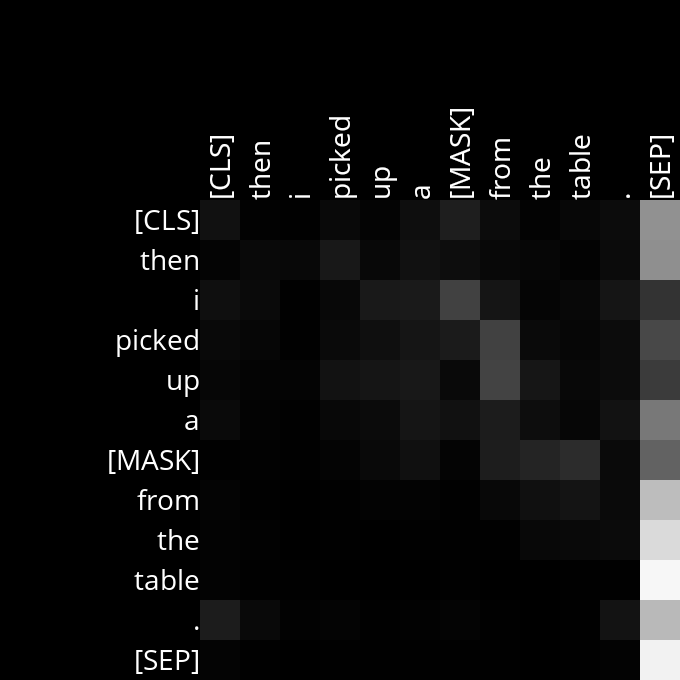 [CLS] then i picked up a [MASK] from the table . [SEP]
[CLS]
then
i
picked
up
a
[MASK]
from
the
table
.
[SEP]